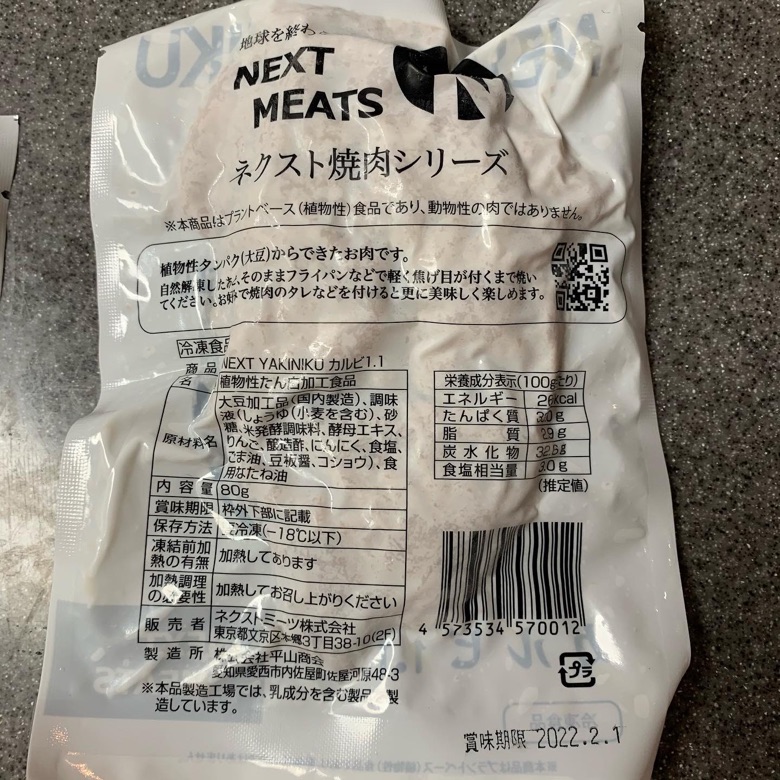 地球を終わ
NEXT
MEATS
ネクスト焼肉シリーズ
※本商品はプラントベース(植物性)食品であり、動物性の肉ではありません。
植物性タンパク(大豆)からできたお肉です。
自然解凍したあと、そのままフライパンなどで軽く焦げ目が付くまで焼い
てください。お好みで焼肉のタレなどを付けると更に美味しく楽しめます。
冷凍食品
商品名 NEXT YAKINIKU カルビ1.1
植物性たん白加工食品
原材料名 大豆加工品(国内製造)、調味
液(しょうゆ(小麦を含む)、砂
糖、米発酵調味料、酵母エキス、
りんご、醸造酢、にんにく、食塩、
ごま油、豆板醤、コショウ)、食
用なたね油
内容量 80g
賞味期限 枠外下部に記載
保存方法 要冷凍(−18℃以下)
凍結前加
熱の有無 加熱してあります
加熱調理
の必要性 加熱してお召し上がりください
販売者 ネクストミーツ株式会社
東京都文京区本郷3丁目38-10(2F)
製造所 株式会社平山商会
愛知県愛西市内佐屋町佐屋河原48-3
※本品製造工場では、乳成分を含む製品を製
造しています。
栄養成分表示(100g当たり)
エネルギー kcal
たんぱく質 g
脂質 g
炭水化物 g
食塩相当量 3.0g
(推定値)
4 573534 570012
プラ
賞味期限 2022.2.1